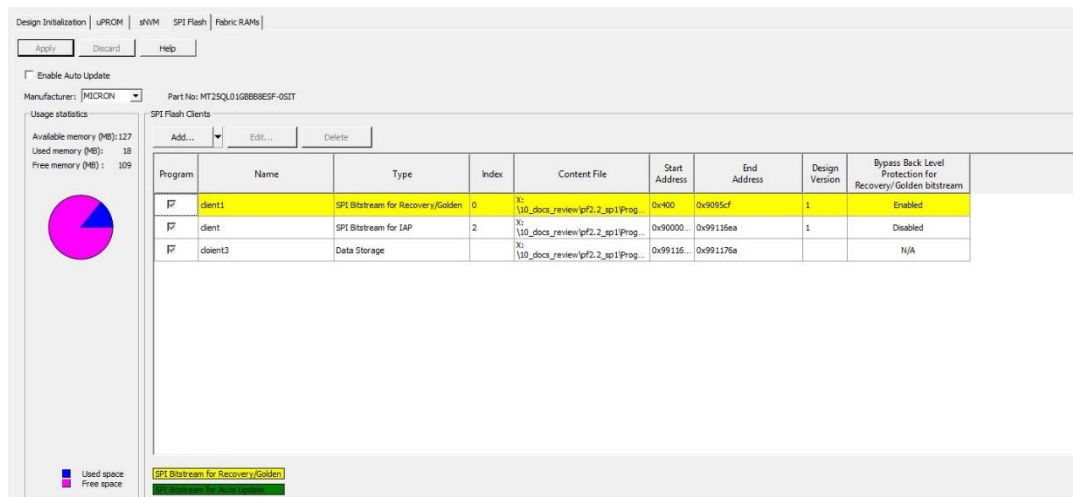 Design Initialization uPROM sNVM SPI Flash Fabric RAMs
Apply Discard Help
Enable Auto Update
Manufacturer: MICRON Part No: MT25QL01GBBB8ESF-0SIT
Usage statistics
Available memory (MB): 127
Used memory (MB): 18
Free memory (MB) : 109
Used space
Free space
SPI Flash Clients
Add... Edit... Delete
Program Name Type Index Content File Start Address End Address Design Version Bypass Back Level Protection for Recovery/Golden bitstream
client1 SPI Bitstream for Recovery/Golden 0 X: \10_docs_review\pf2.2_sp1\Prog... 0x400 0x9095cf 1 Enabled
client SPI Bitstream for IAP 2 X: \10_docs_review\pf2.2_sp1\Prog... 0x90000... 0x99116ea 1 Disabled
cloient3 Data Storage X: \10_docs_review\pf2.2_sp1\Prog... 0x99116... 0x991176a N/A
SPI Bitstream for Recovery/Golden
SPI Bitstream for Auto Update